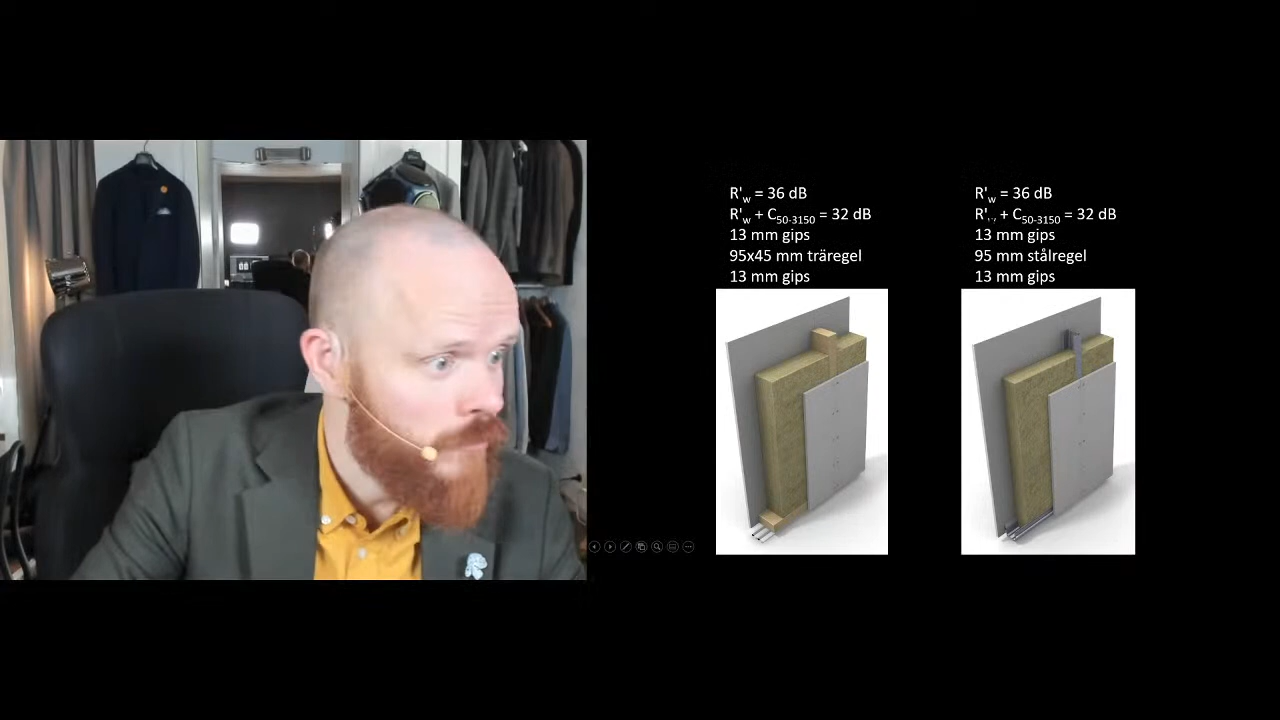 R'w = 36 dB
R'w + C50-3150 = 32 dB
13 mm gips
95x45 mm träregel
13 mm gips
R'w = 36 dB
R'w + C50-3150 = 32 dB
13 mm gips
95 mm stålregel
13 mm gips